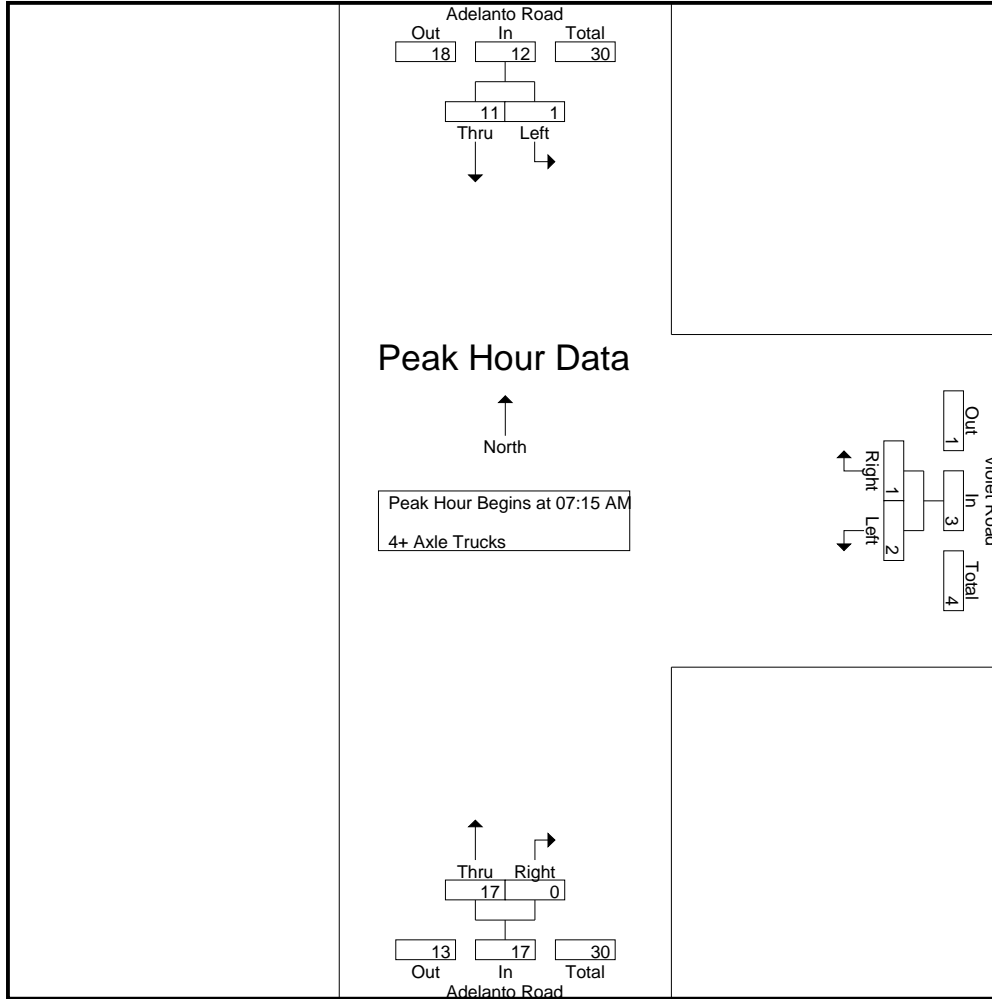 Adelanto Road
Out In Total
18 12 30
11 1
Thru Left
Peak Hour Data
North
Peak Hour Begins at 07:15 AM
4+ Axle Trucks
Violet Road
Out In Total
1 3 4
1 2
Right Left
Thru Right
17 0
13 17 30
Out In Total
Adelanto Road